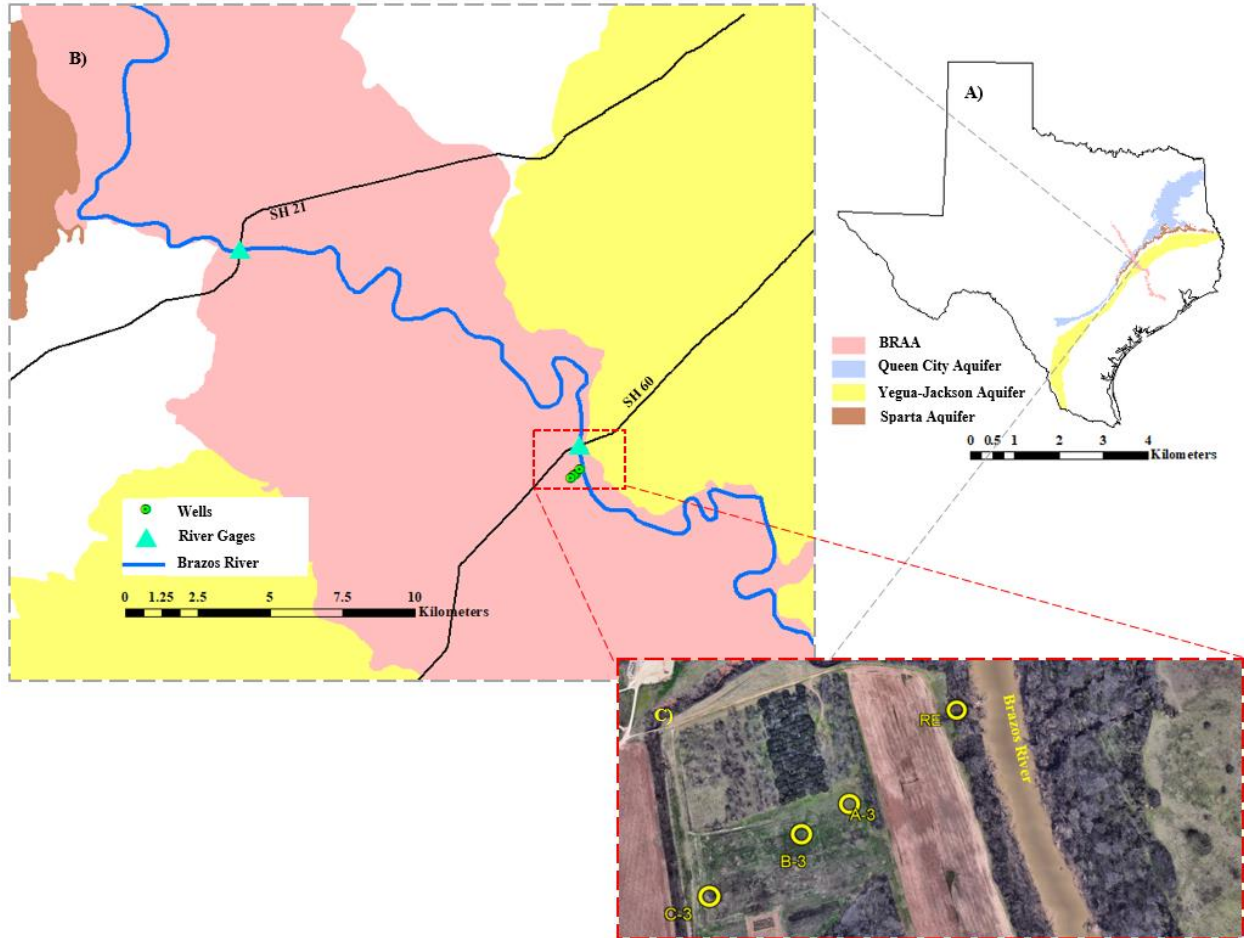 B)
SH 21
SH 60
Wells
River Gages
Brazos River
0 1.25 2.5 5 7.5 10
Kilometers
A)
BRAA
Queen City Aquifer
Yegua-Jackson Aquifer
Sparta Aquifer
0 0.5 1 2 3 4
Kilometers
C)
RE
Brazos River
A-3
B-3
C-3